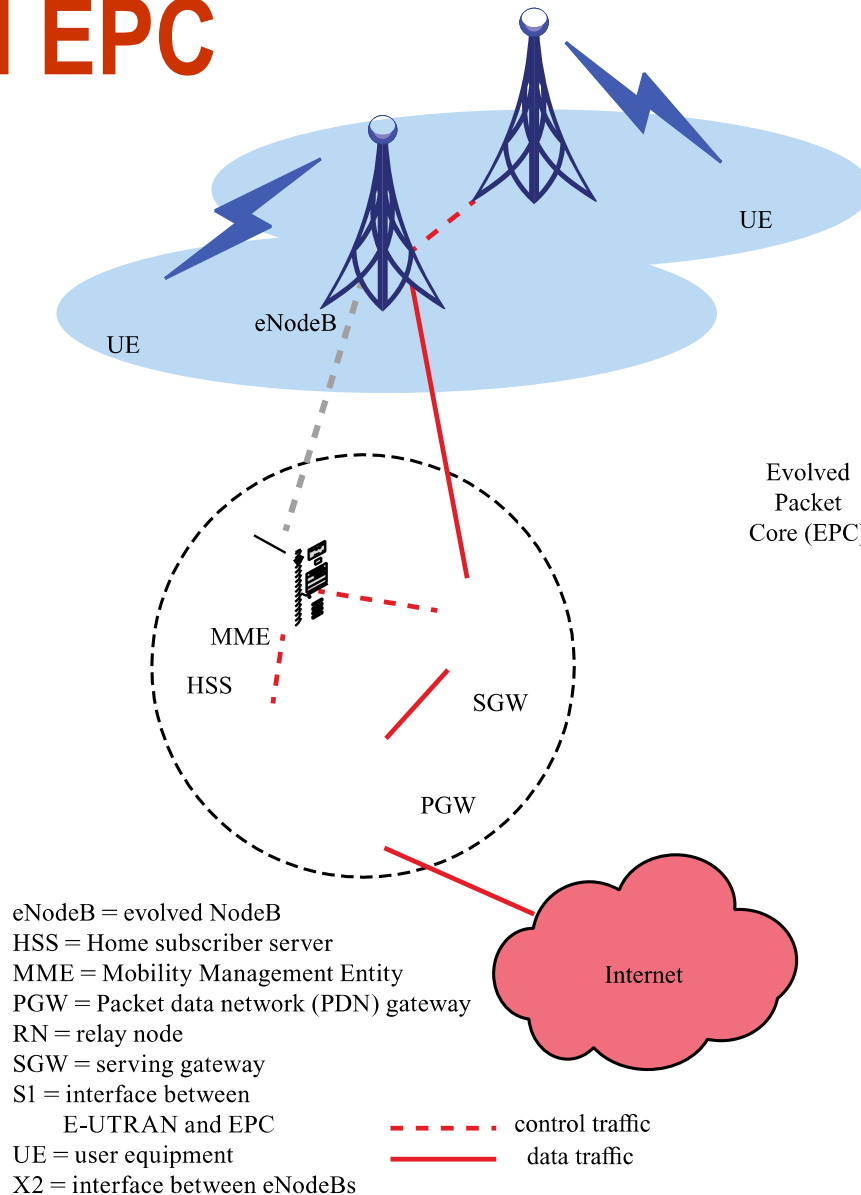 EPC
UE
eNodeB
UE
Evolved
Packet
Core (EPC)
MME
HSS
SGW
PGW
Internet
eNodeB = evolved NodeB
HSS = Home subscriber server
MME = Mobility Management Entity
PGW = Packet data network (PDN) gateway
RN = relay node
SGW = serving gateway
S1 = interface between
E-UTRAN and EPC
UE = user equipment
X2 = interface between eNodeBs
control traffic
data traffic